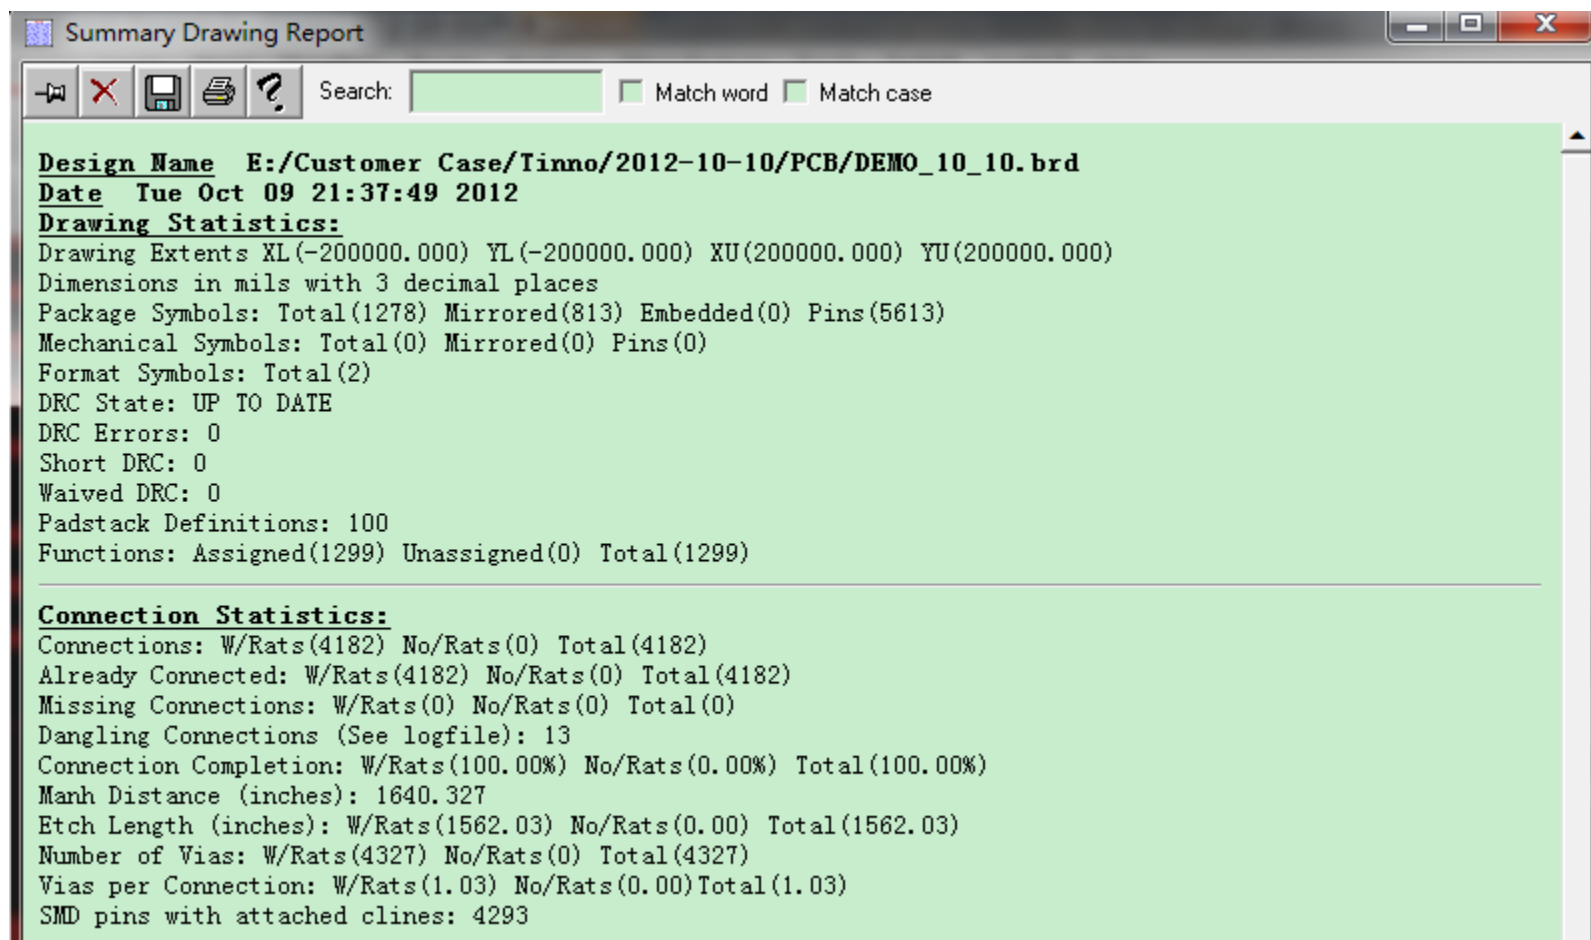 Summary Drawing Report
Search: Match word Match case
Design Name E:/Customer Case/Tinno/2012-10-10/PCB/DEMO_10_10.brd
Date Tue Oct 09 21:37:49 2012
Drawing Statistics:
Drawing Extents XL(-200000.000) YL(-200000.000) XU(200000.000) YU(200000.000)
Dimensions in mils with 3 decimal places
Package Symbols: Total(1278) Mirrored(813) Embedded(0) Pins(5613)
Mechanical Symbols: Total(0) Mirrored(0) Pins(0)
Format Symbols: Total(2)
DRC State: UP TO DATE
DRC Errors: 0
Short DRC: 0
Waived DRC: 0
Padstack Definitions: 100
Functions: Assigned(1299) Unassigned(0) Total(1299)
Connection Statistics:
Connections: W/Rats(4182) No/Rats(0) Total(4182)
Already Connected: W/Rats(4182) No/Rats(0) Total(4182)
Missing Connections: W/Rats(0) No/Rats(0) Total(0)
Dangling Connections (See logfile): 13
Connection Completion: W/Rats(100.00%) No/Rats(0.00%) Total(100.00%)
Manh Distance (inches): 1640.327
Etch Length (inches): W/Rats(1562.03) No/Rats(0.00) Total(1562.03)
Number of Vias: W/Rats(4327) No/Rats(0) Total(4327)
Vias per Connection: W/Rats(1.03) No/Rats(0.00)Total(1.03)
SMD pins with attached clines: 4293